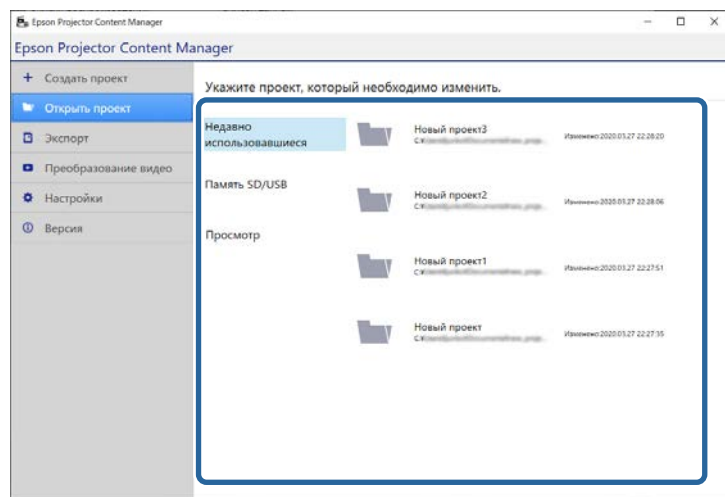 Epson Projector Content Manager
Epson Projector Content Manager
Создать проект
Открыть проект
Экспорт
Преобразование видео
Настройки
Версия
Укажите проект, который необходимо изменить.
Недавно
использовавшиеся
Память SD/USB
Просмотр
Новый проект3
Изменено:2020.03.27 22:28:20
Новый проект2
Изменено:2020.03.27 22:28:06
Новый проект1
Изменено:2020.03.27 22:27:51
Новый проект
Изменено:2020.03.27 22:27:35